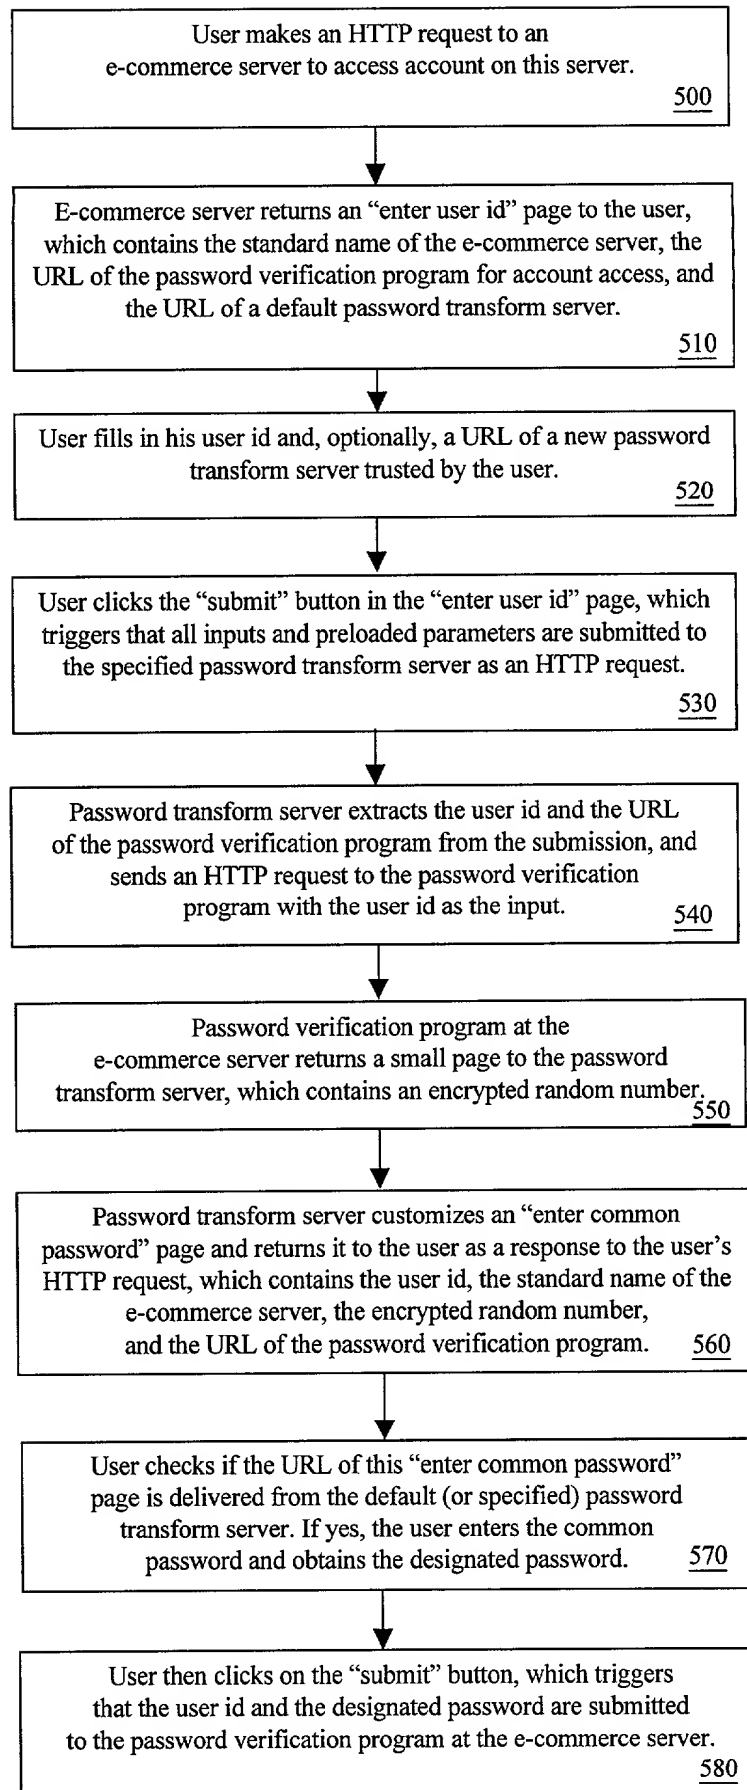 User makes an HTTP request to an
e-commerce server to access account on this server.
500
E-commerce server returns an “enter user id” page to the user,
which contains the standard name of the e-commerce server, the
URL of the password verification program for account access, and
the URL of a default password transform server.
510
User fills in his user id and, optionally, a URL of a new password
transform server trusted by the user.
520
User clicks the “submit” button in the “enter user id” page, which
triggers that all inputs and preloaded parameters are submitted to
the specified password transform server as an HTTP request.
530
Password transform server extracts the user id and the URL
of the password verification program from the submission, and
sends an HTTP request to the password verification
program with the user id as the input.
540
Password verification program at the
e-commerce server returns a small page to the password
transform server, which contains an encrypted random number.
550
Password transform server customizes an “enter common
password” page and returns it to the user as a response to the user’s
HTTP request, which contains the user id, the standard name of the
e-commerce server, the encrypted random number,
and the URL of the password verification program.
560
User checks if the URL of this “enter common password”
page is delivered from the default (or specified) password
transform server. If yes, the user enters the common
password and obtains the designated password.
570
User then clicks on the “submit” button, which triggers
that the user id and the designated password are submitted
to the password verification program at the e-commerce server.
580